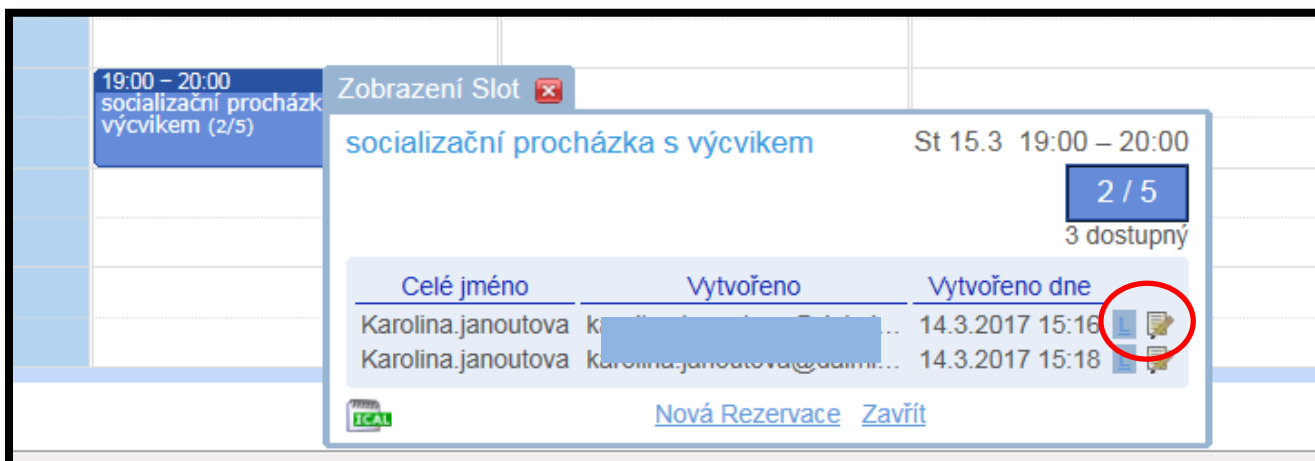 19:00 – 20:00
socializační procházk
výcvikem (2/5)
Zobrazení Slot
socializační procházka s výcvikem St 15.3 19:00 – 20:00
2 / 5
3 dostupný
Celé jméno Vytvořeno Vytvořeno dne
Karolina.janoutova 14.3.2017 15:16 L
Karolina.janoutova 14.3.2017 15:18 L
ICAL Nová Rezervace Zavřít